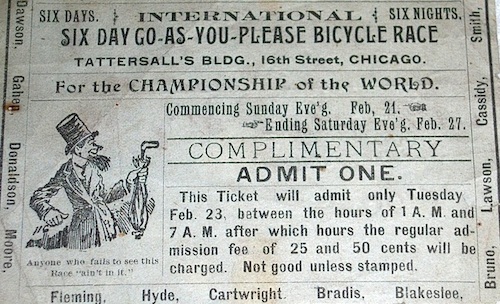 SIX DAYS. INTERNATIONAL SIX NIGHTS.
SIX DAY GO-AS-YOU-PLEASE BICYCLE RACE
TATTERSALL'S BLDG., 16th Street, CHICAGO.
For the CHAMPIONSHIP of the WORLD.
Commencing Sunday Eve'g. Feb, 21.
Ending Saturday Eve'g. Feb. 27.
COMPLIMENTARY
ADMIT ONE.
This Ticket will admit only Tuesday
Feb. 23, between the hours of 1 A. M. and
7 A. M. after which hours the regular ad-
mission fee of 25 and 50 cents will be
charged. Not good unless stamped.
Anyone who fails to see this
Race "ain't in it."
Dawson, Gahen, Donaldson, Moore,
Smith, Cassidy, Lawson, Bruno,
Fleming, Hyde, Cartwright Bradis, Blakeslee,